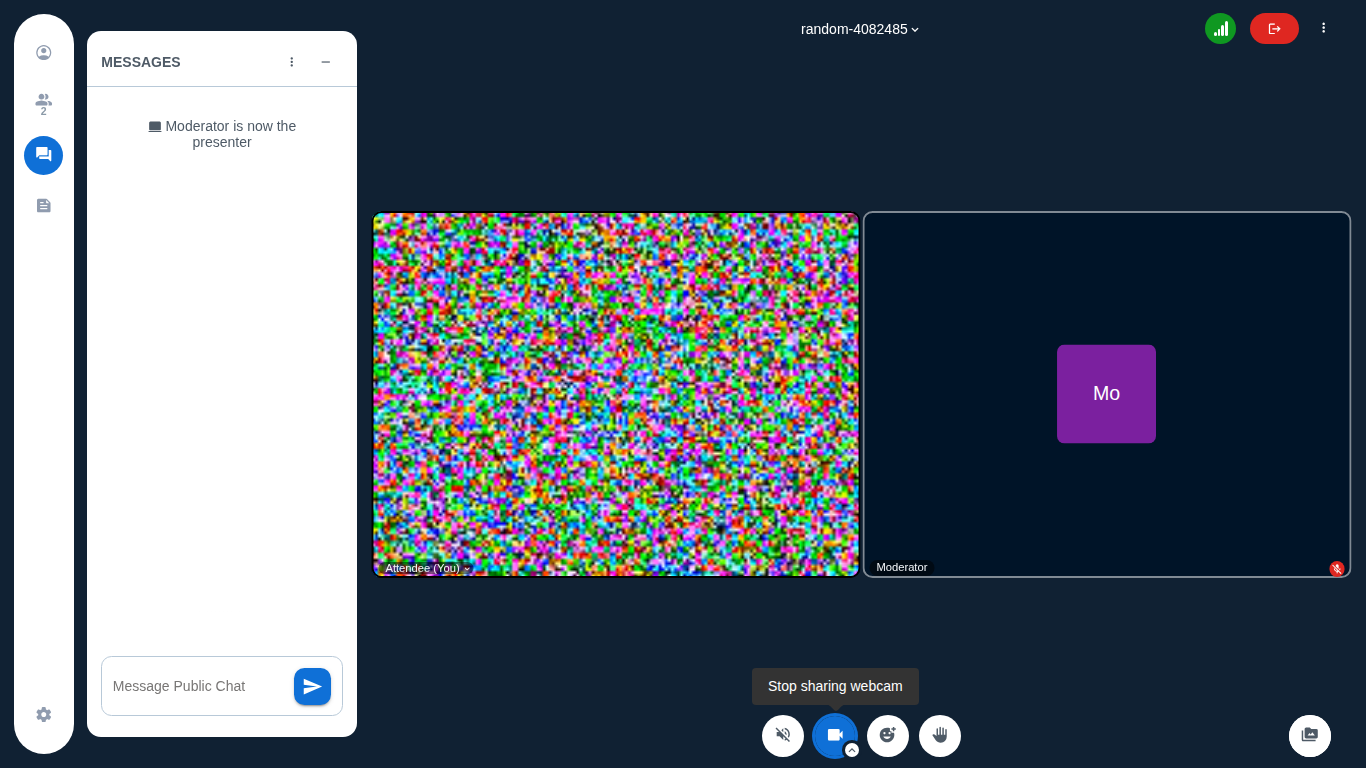 random-4082485
2
MESSAGES
Moderator is now the
presenter
Mo
Attendee (You)
Moderator
Message Public Chat
Stop sharing webcam